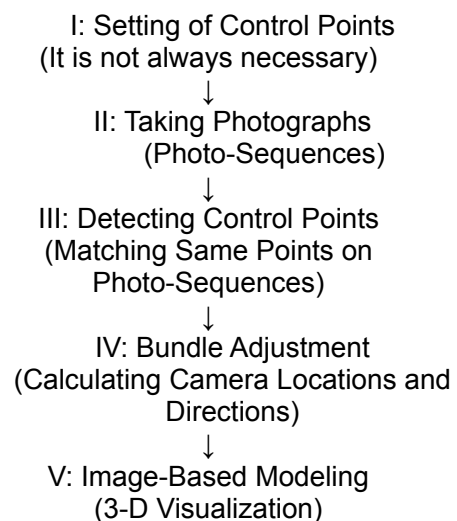 I: Setting of Control Points
(It is not always necessary)
↓
II: Taking Photographs
(Photo-Sequences)
↓
III: Detecting Control Points
(Matching Same Points on
Photo-Sequences)
↓
IV: Bundle Adjustment
(Calculating Camera Locations and
Directions)
↓
V: Image-Based Modeling
(3-D Visualization)